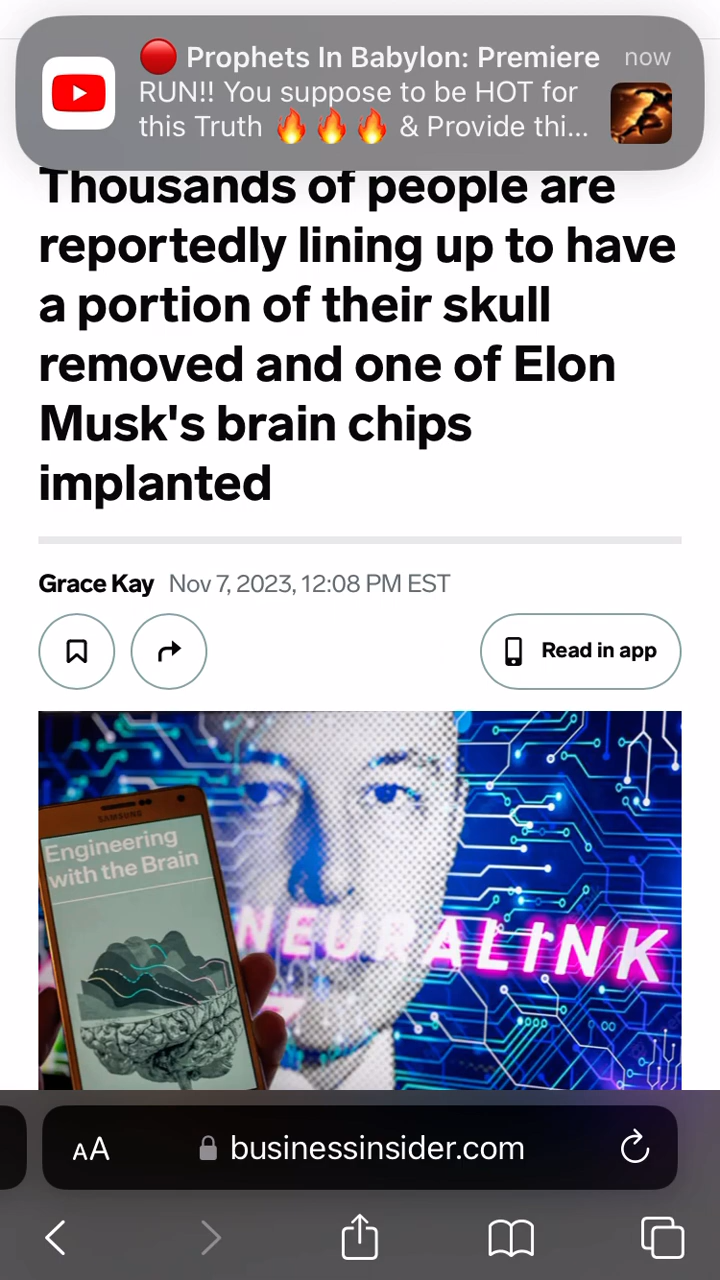 🔴 Prophets In Babylon: Premiere now
RUN!! You suppose to be HOT for
this Truth 🔥🔥🔥 & Provide thi...
Thousands of people are
reportedly lining up to have
a portion of their skull
removed and one of Elon
Musk's brain chips
implanted
Grace Kay Nov 7, 2023, 12:08 PM EST
Read in app
SAMSUNG
Engineering
with the Brain
NEURALINK
AA businessinsider.com